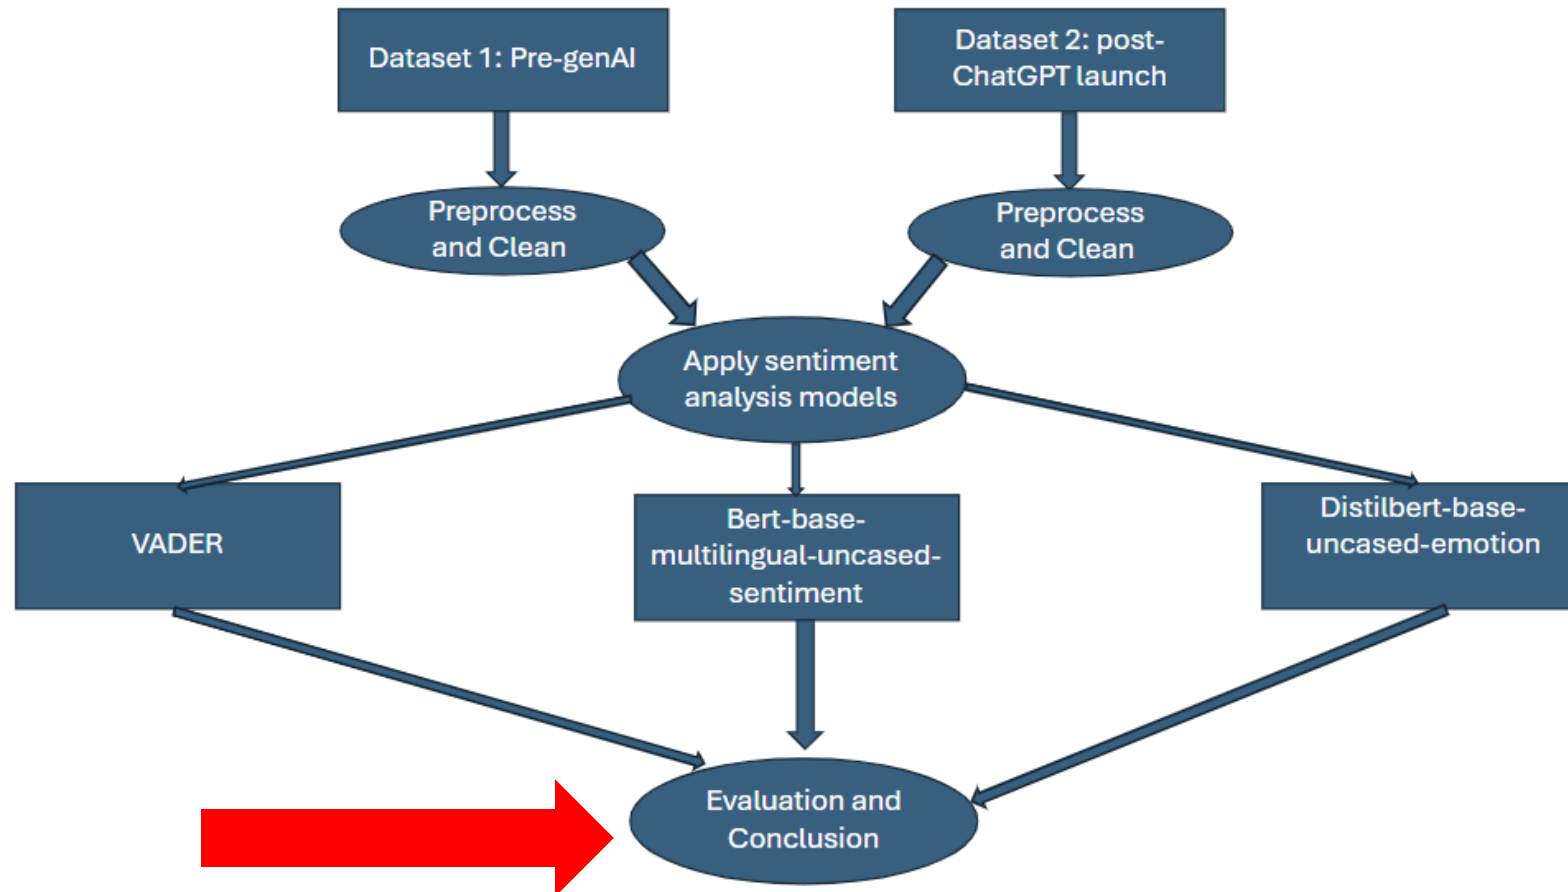 Dataset 1: Pre-genAI
Dataset 2: post-
ChatGPT launch
Preprocess
and Clean
Preprocess
and Clean
Apply sentiment
analysis models
VADER
Bert-base-
multilingual-uncased-
sentiment
Distilbert-base-
uncased-emotion
Evaluation and
Conclusion